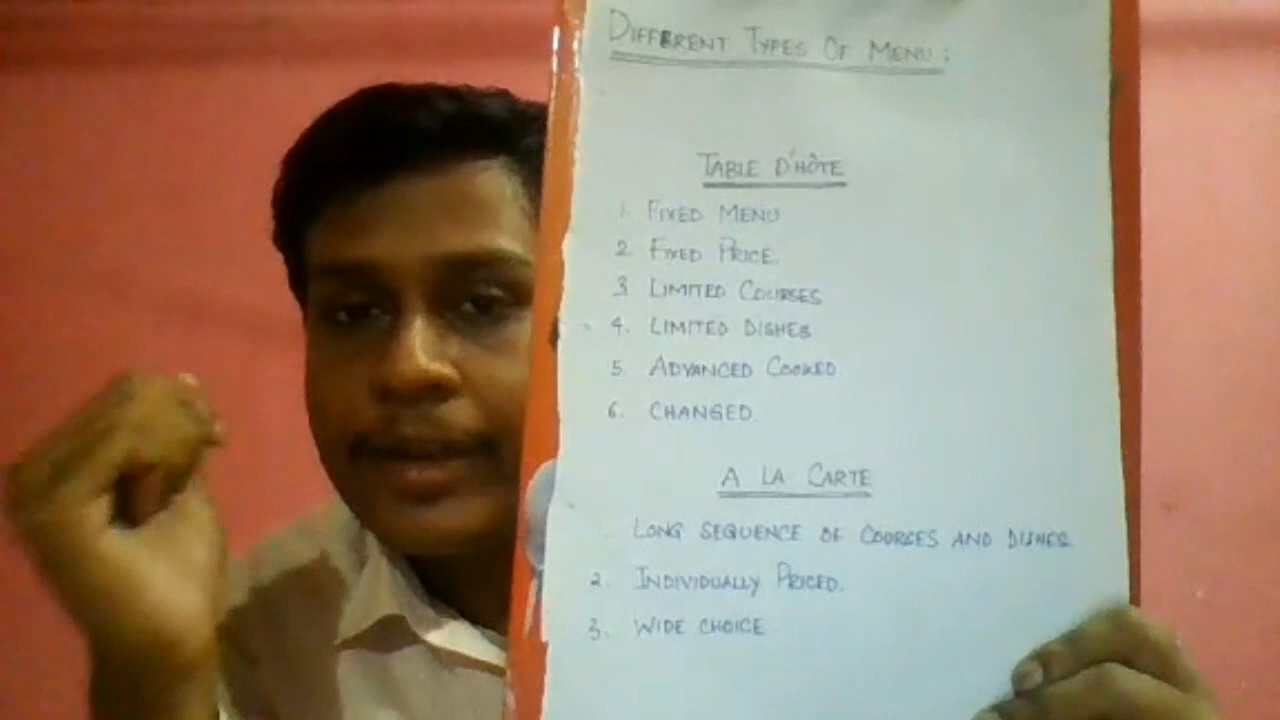 DIFFERENT TYPES OF MENU:
TABLE D'HÔTE
1. FIXED MENU
2. FIXED PRICE.
3. LIMITED COURSES
4. LIMITED DISHES
5. ADVANCED COOKED
6. CHANGED.
A LA CARTE
LONG SEQUENCE OF COURSES AND DISHES
2. INDIVIDUALLY PRICED.
3. WIDE CHOICE